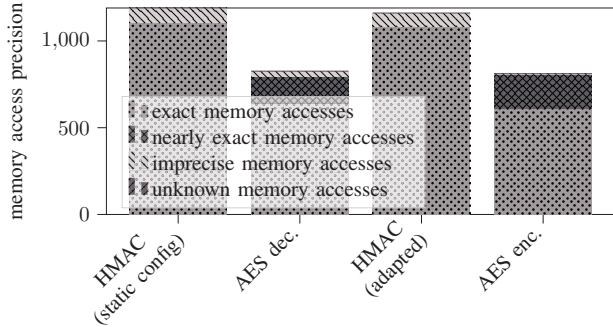 memory access precision
1,000
500
0
exact memory accesses
nearly exact memory accesses
imprecise memory accesses
unknown memory accesses
HMAC
(static config)
AES dec.
HMAC
(adapted)
AES enc.